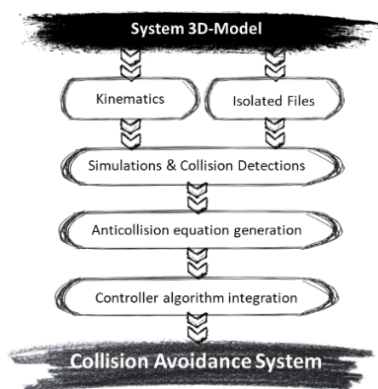 System 3D-Model
Kinematics
Isolated Files
Simulations & Collision Detections
Anticollision equation generation
Controller algorithm integration
Collision Avoidance System